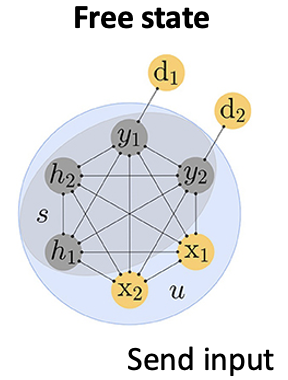 Free state
d₁
d₂
y₁
h₂
y₂
s
h₁
x₁
x₂
u
Send input